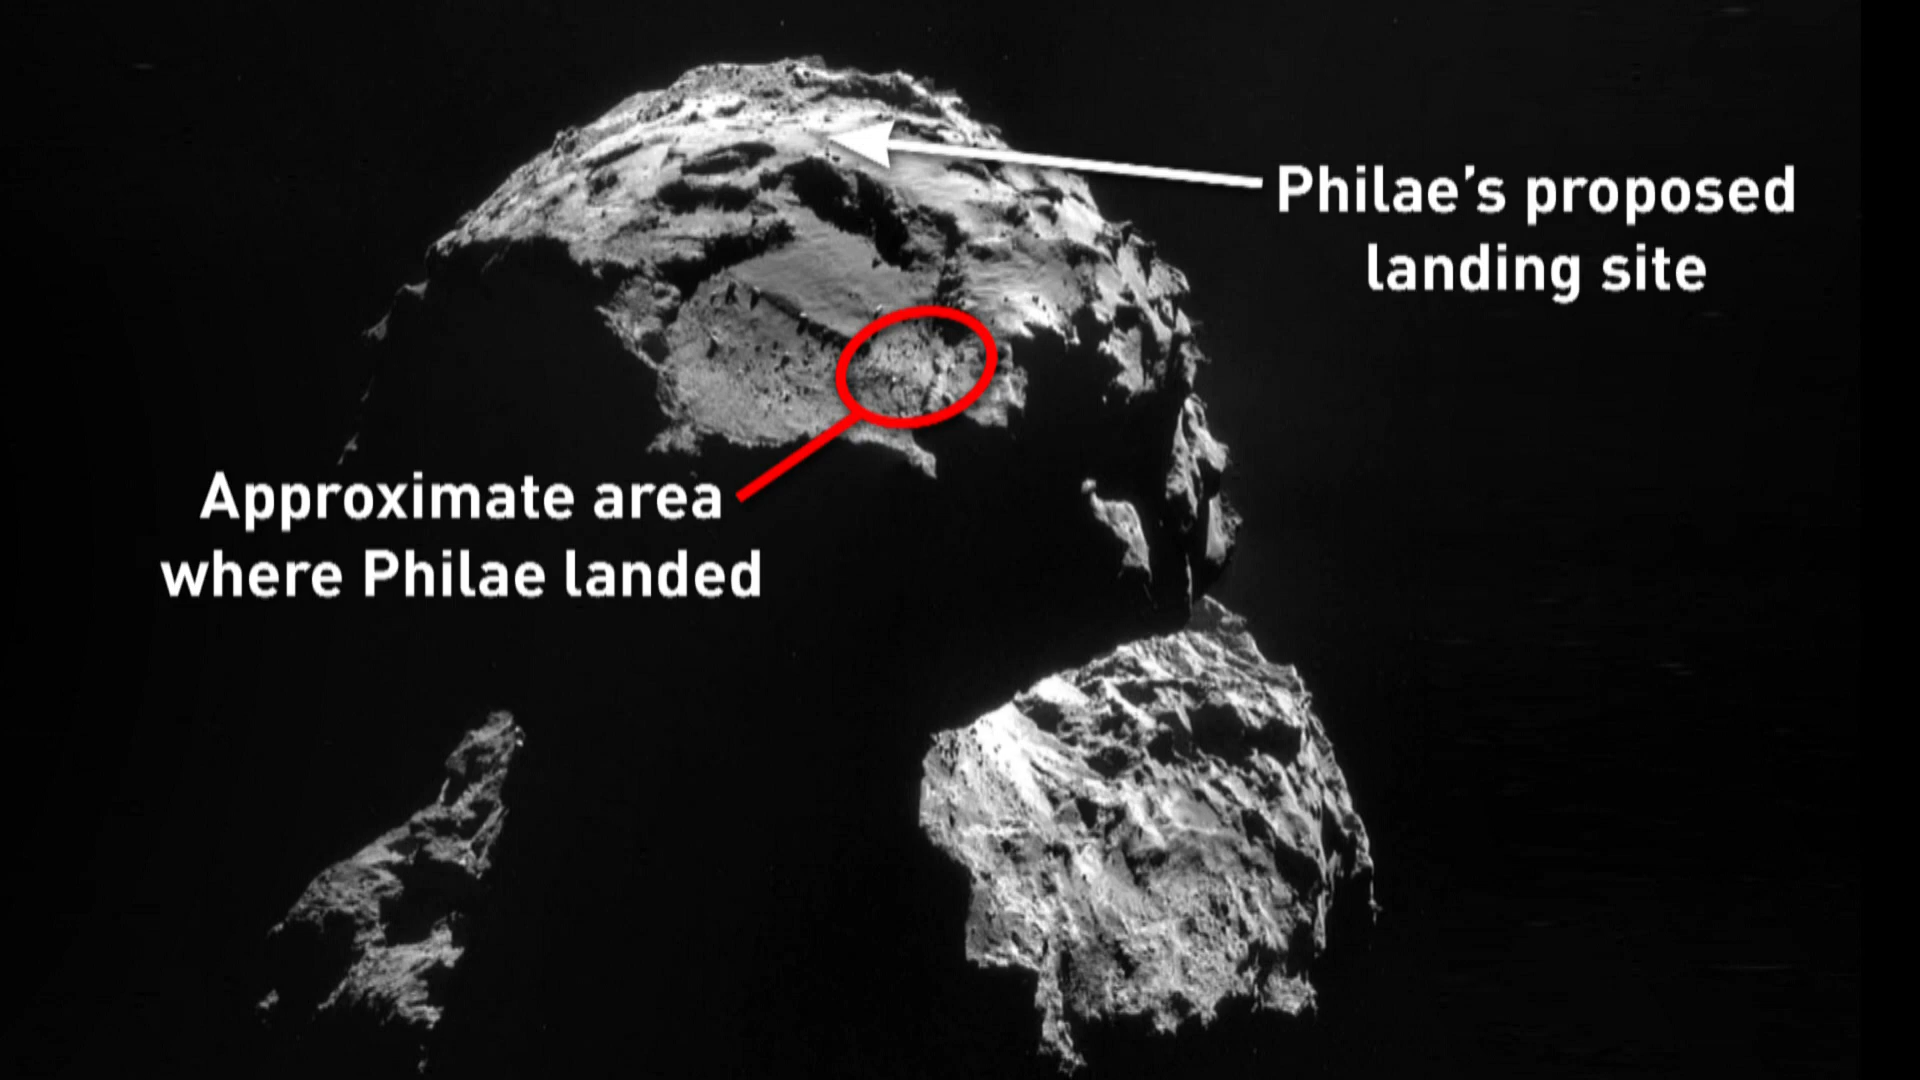 Philae’s proposed
landing site
Approximate area
where Philae landed